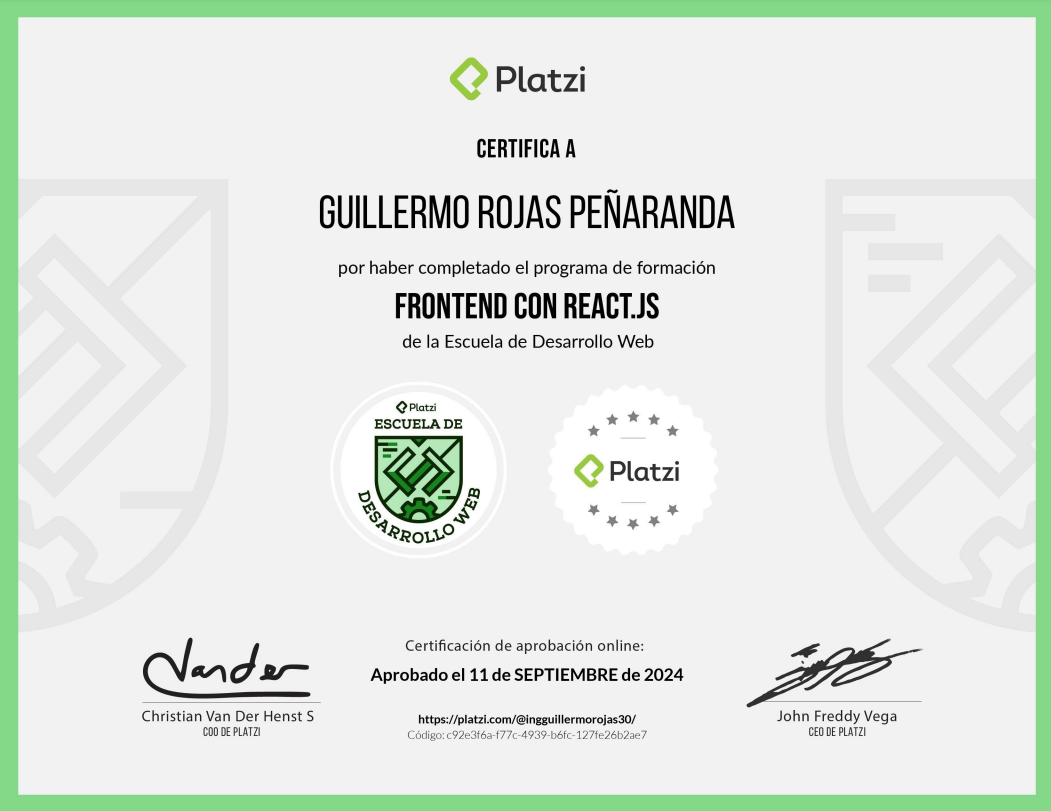 Platzi
CERTIFICA A
GUILLERMO ROJAS PEÑARANDA
por haber completado el programa de formación
FRONTEND CON REACT.JS
de la Escuela de Desarrollo Web
Platzi
ESCUELA DE
DESARROLLO WEB
Platzi
Vander
Christian Van Der Henst S
COO DE PLATZI
Certificación de aprobación online:
Aprobado el 11 de SEPTIEMBRE de 2024
https://platzi.com/@ingguillermorojas30/
Código: c92e3f6a-f77c-4939-b6fc-127fe26b2ae7
John Freddy Vega
CEO DE PLATZI